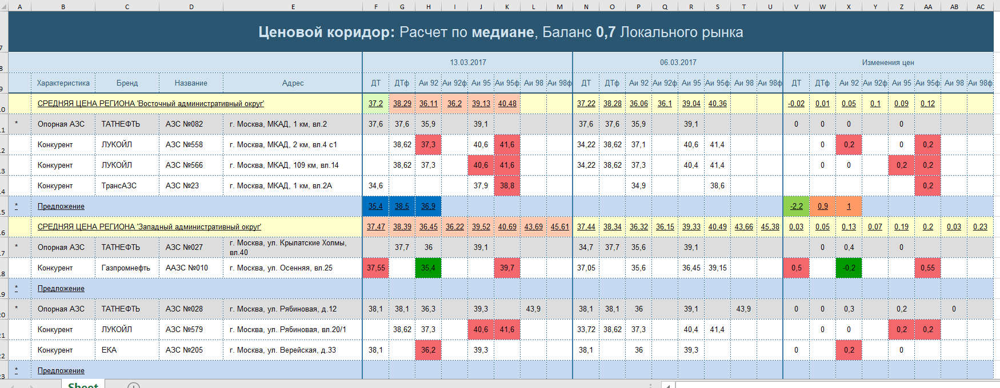 A B C D E F G H I J K L M N O P Q R S T U V W X Y Z AA AB AC
7 Ценовой коридор: Расчет по медиане, Баланс 0,7 Локального рынка
8 13.03.2017 06.03.2017 Изменения цен
9 Характеристика Бренд Название Адрес ДТ ДТф Аи 92 Аи 92ф Аи 95 Аи 95ф Аи 98 Аи 98ф ДТ ДТф Аи 92 Аи 92ф Аи 95 Аи 95ф Аи 98 Аи 98ф ДТ ДТф Аи 92 Аи 92ф Аи 95 Аи 95ф Аи 98 Аи 98ф
0 СРЕДНЯЯ ЦЕНА РЕГИОНА 'Восточный административный округ' 37,2 38,29 36,11 36,2 39,13 40,48 37,22 38,28 36,06 36,1 39,04 40,36 -0,02 0,01 0,05 0,1 0,09 0,12
1 * Опорная АЗС ТАТНЕФТЬ АЗС №082 г. Москва, МКАД, 1 км, вл.2 37,6 37,6 35,9 39,1 37,6 37,6 35,9 39,1 0 0 0 0
2 Конкурент ЛУКОЙЛ АЗС №558 г. Москва, МКАД, 2 км, вл.4 с1 38,62 37,3 40,6 41,6 34,22 38,62 37,1 40,6 41,4 0 0,2 0 0,2
3 Конкурент ЛУКОЙЛ АЗС №566 г. Москва, МКАД, 109 км, вл.14 38,62 37,3 40,6 41,6 34,22 38,62 37,3 40,4 41,4 0 0 0,2 0,2
4 Конкурент ТрансАЗС АЗС №23 г. Москва, МКАД, 1 км, вл.2А 34,6 37,9 38,8 34,9 38,6 0,2
5 * Предложение 35,4 38,5 36,9 -2,2 0,9 1
6 СРЕДНЯЯ ЦЕНА РЕГИОНА 'Западный административный округ' 37,47 38,39 36,45 36,22 39,52 40,69 43,69 45,61 37,44 38,34 36,32 36,15 39,33 40,49 43,66 45,38 0,03 0,05 0,13 0,07 0,19 0,2 0,03 0,23
7 * Опорная АЗС ТАТНЕФТЬ АЗС №027 г. Москва, ул. Крылатские Холмы,
вл.40 37,7 36 39,1 34,7 37,7 35,6 39,1 0 0,4 0
8 Конкурент Газпромнефть ААЗС №010 г. Москва, ул. Осенняя, вл.25 37,55 35,4 39,7 37,05 35,6 36,45 39,15 0,5 -0,2 0,55
9 * Предложение
0 * Опорная АЗС ТАТНЕФТЬ АЗС №028 г. Москва, ул. Рябиновая, д.12 38,1 38,1 36,3 39,3 43,9 38,1 38,1 36 39,1 43,9 0 0 0,3 0,2 0
1 Конкурент ЛУКОЙЛ АЗС №579 г. Москва, ул. Рябиновая, вл.20/1 38,62 37,3 40,6 41,6 33,72 38,62 37,3 40,4 41,4 0 0 0,2 0,2
2 Конкурент ЕКА АЗС №205 г. Москва, ул. Верейская, д.33 38,1 36,2 39,3 38,1 36 39,3 0 0,2 0
3 * Предложение
Sheet